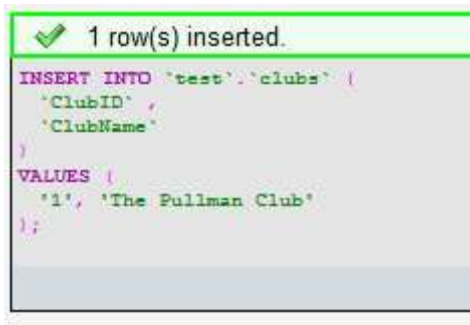 1 row(s) inserted.
INSERT INTO `test`.`clubs` (
`ClubID` ,
`ClubName`
)
VALUES (
'1', 'The Pullman Club'
);